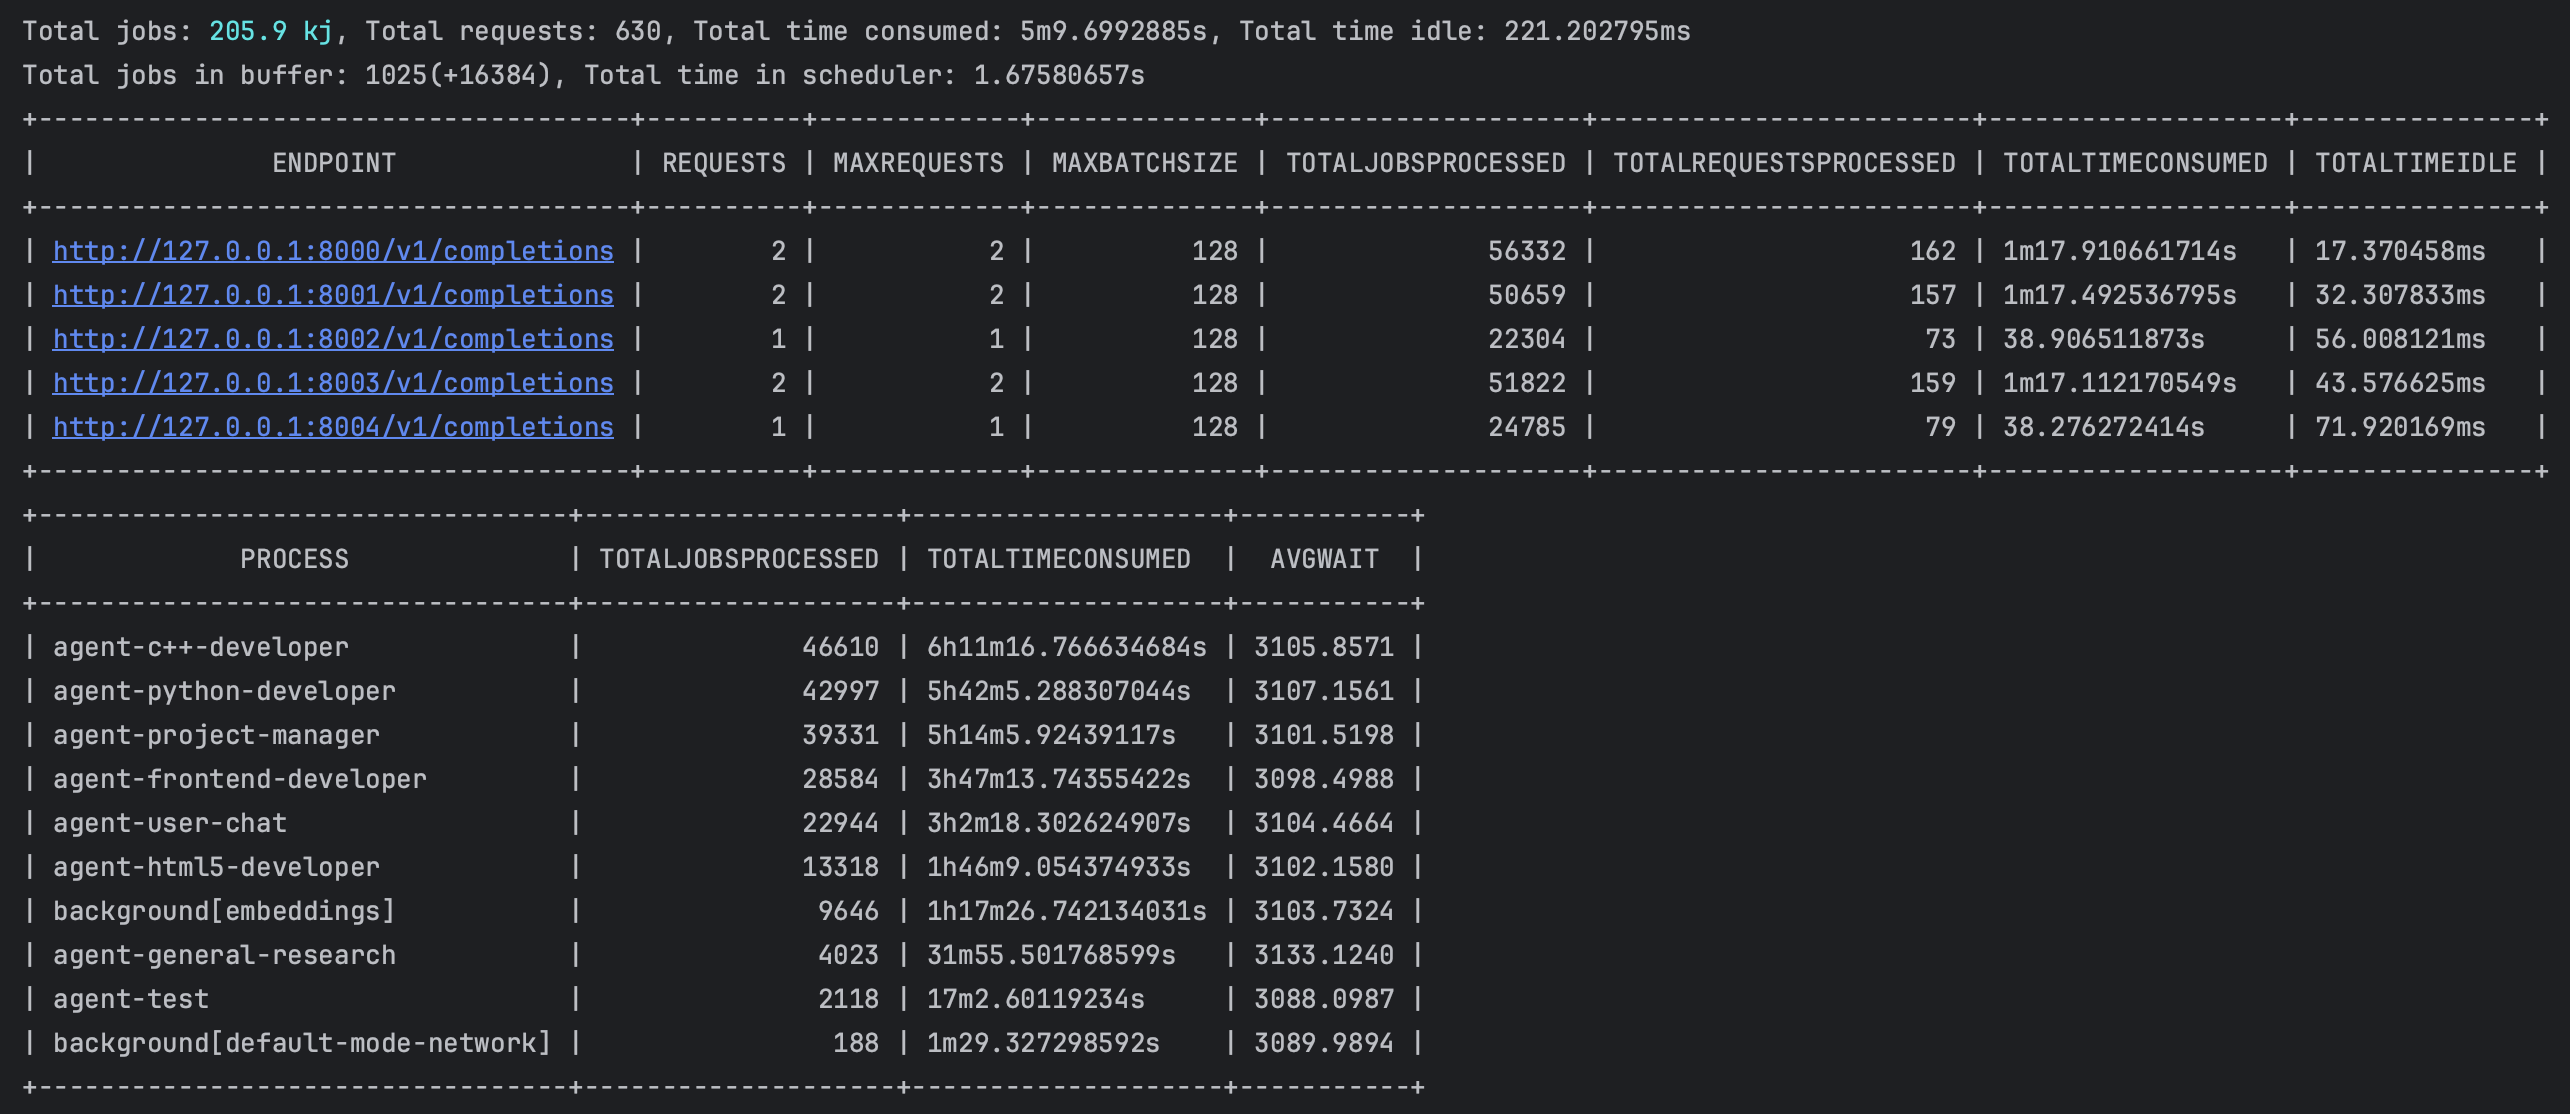 Total jobs: 205.9 kj, Total requests: 630, Total time consumed: 5m9.6992885s, Total time idle: 221.202795ms
Total jobs in buffer: 1025(+16384), Total time in scheduler: 1.67580657s
+--------------------------------------+----------+-------------+--------------+--------------------+------------------------+-------------------+---------------+
| ENDPOINT | REQUESTS | MAXREQUESTS | MAXBATCHSIZE | TOTALJOBSPROCESSED | TOTALREQUESTSPROCESSED | TOTALTIMECONSUMED | TOTALTIMEIDLE |
+--------------------------------------+----------+-------------+--------------+--------------------+------------------------+-------------------+---------------+
| http://127.0.0.1:8000/v1/completions | 2 | 2 | 128 | 56332 | 162 | 1m17.910661714s | 17.370458ms |
| http://127.0.0.1:8001/v1/completions | 2 | 2 | 128 | 50659 | 157 | 1m17.492536795s | 32.307833ms |
| http://127.0.0.1:8002/v1/completions | 1 | 1 | 128 | 22304 | 73 | 38.906511873s | 56.008121ms |
| http://127.0.0.1:8003/v1/completions | 2 | 2 | 128 | 51822 | 159 | 1m17.112170549s | 43.576625ms |
| http://127.0.0.1:8004/v1/completions | 1 | 1 | 128 | 24785 | 79 | 38.276272414s | 71.920169ms |
+--------------------------------------+----------+-------------+--------------+--------------------+------------------------+-------------------+---------------+
+----------------------------------+--------------------+--------------------+-----------+
| PROCESS | TOTALJOBSPROCESSED | TOTALTIMECONSUMED | AVGWAIT |
+----------------------------------+--------------------+--------------------+-----------+
| agent-c++-developer | 46610 | 6h11m16.766634684s | 3105.8571 |
| agent-python-developer | 42997 | 5h42m5.288307044s | 3107.1561 |
| agent-project-manager | 39331 | 5h14m5.92439117s | 3101.5198 |
| agent-frontend-developer | 28584 | 3h47m13.74355422s | 3098.4988 |
| agent-user-chat | 22944 | 3h2m18.302624907s | 3104.4664 |
| agent-html5-developer | 13318 | 1h46m9.054374933s | 3102.1580 |
| background[embeddings] | 9646 | 1h17m26.742134031s | 3103.7324 |
| agent-general-research | 4023 | 31m55.501768599s | 3133.1240 |
| agent-test | 2118 | 17m2.60119234s | 3088.0987 |
| background[default-mode-network] | 188 | 1m29.327298592s | 3089.9894 |
+----------------------------------+--------------------+--------------------+-----------+